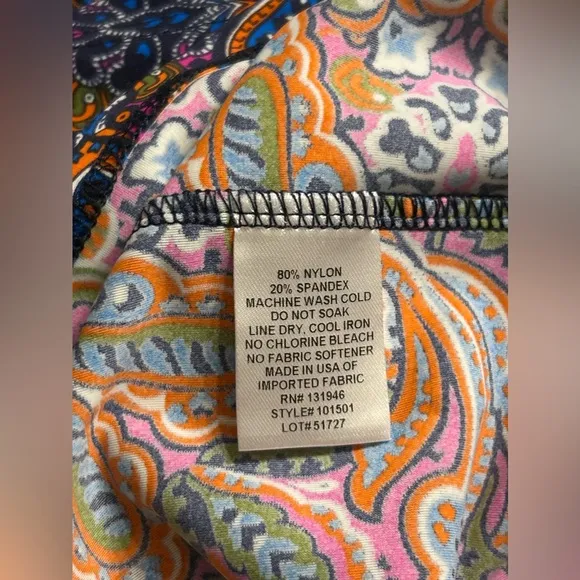 80% NYLON
20% SPANDEX
MACHINE WASH COLD
DO NOT SOAK
LINE DRY, COOL IRON
NO CHLORINE BLEACH
NO FABRIC SOFTENER
MADE IN USA OF
IMPORTED FABRIC
RN# 131946
STYLE# 101501
LOT# 51727